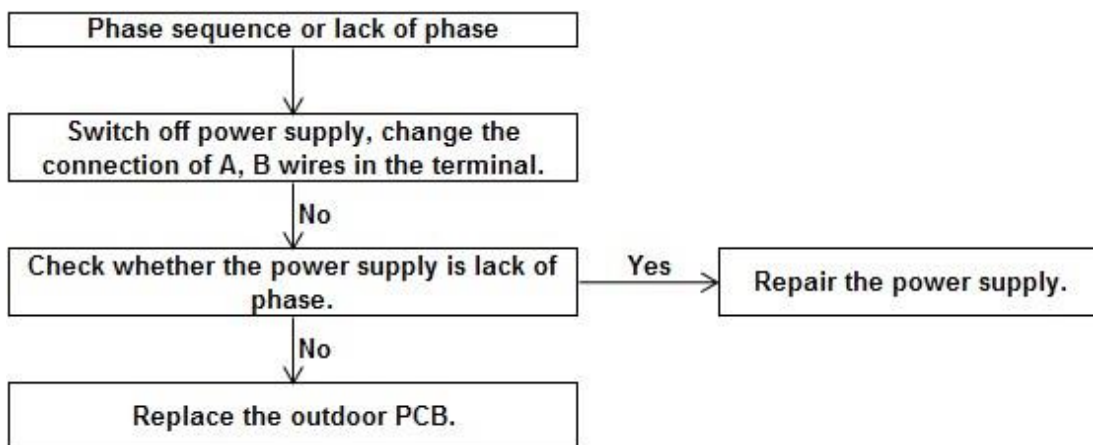 Phase sequence or lack of phase
Switch off power supply, change the
connection of A, B wires in the terminal.
No
Check whether the power supply is lack of
phase.
Yes
Repair the power supply.
No
Replace the outdoor PCB.